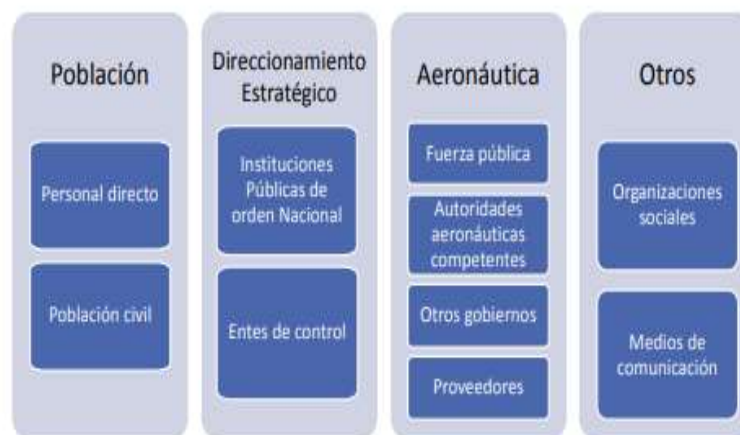 Población
Personal directo
Población civil
Direccionamiento
Estratégico
Instituciones
Públicas de
orden Nacional
Entes de control
Aeronáutica
Fuerza pública
Autoridades
aeronáuticas
competentes
Otros gobiernos
Proveedores
Otros
Organizaciones
sociales
Medios de
comunicación